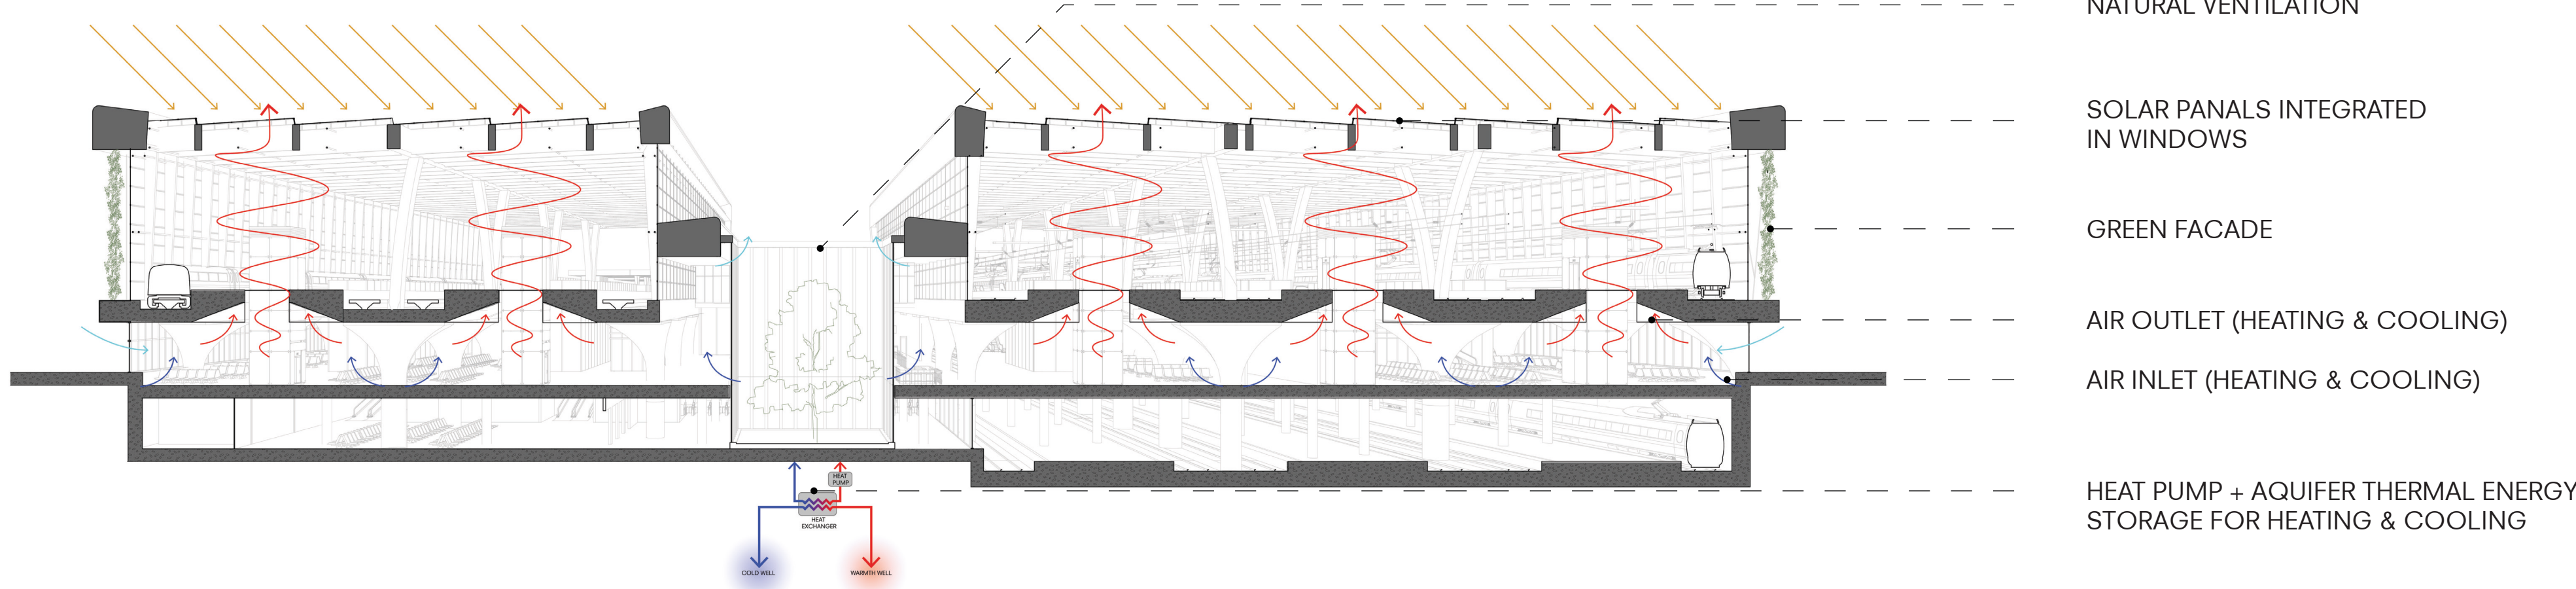 NATURAL VENTILATION
SOLAR PANALS INTEGRATED
IN WINDOWS
GREEN FACADE
AIR OUTLET (HEATING & COOLING)
AIR INLET (HEATING & COOLING)
HEAT PUMP + AQUIFER THERMAL ENERGY
STORAGE FOR HEATING & COOLING
HEAT
PUMP
HEAT
EXCHANGER
COLD WELL
WARMTH WELL